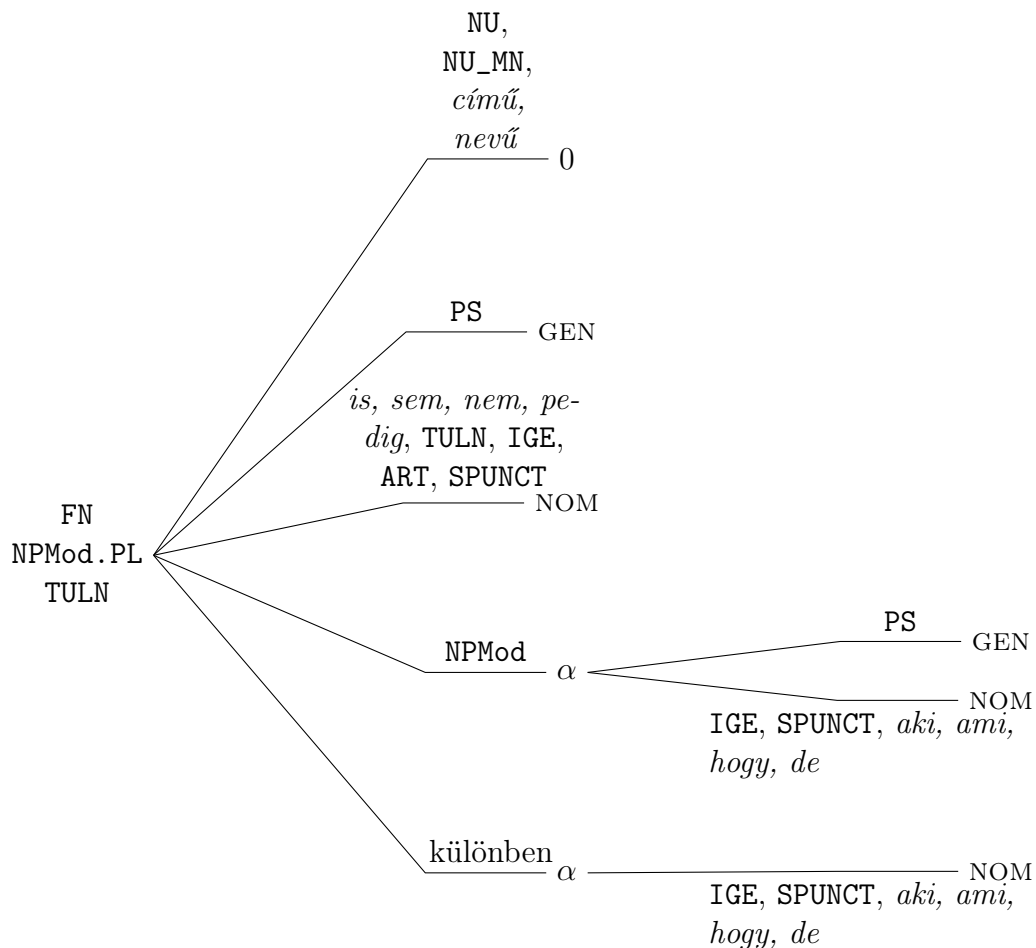 NU,
NU_MN,
című,
nevű
0
PS
GEN
is, sem, nem, pe-
dig, TULN, IGE,
ART, SPUNCT
NOM
FN
NPMod.PL
TULN
NPMod
α
PS
GEN
NOM
IGE, SPUNCT, aki, ami,
hogy, de
különben
α
NOM
IGE, SPUNCT, aki, ami,
hogy, de